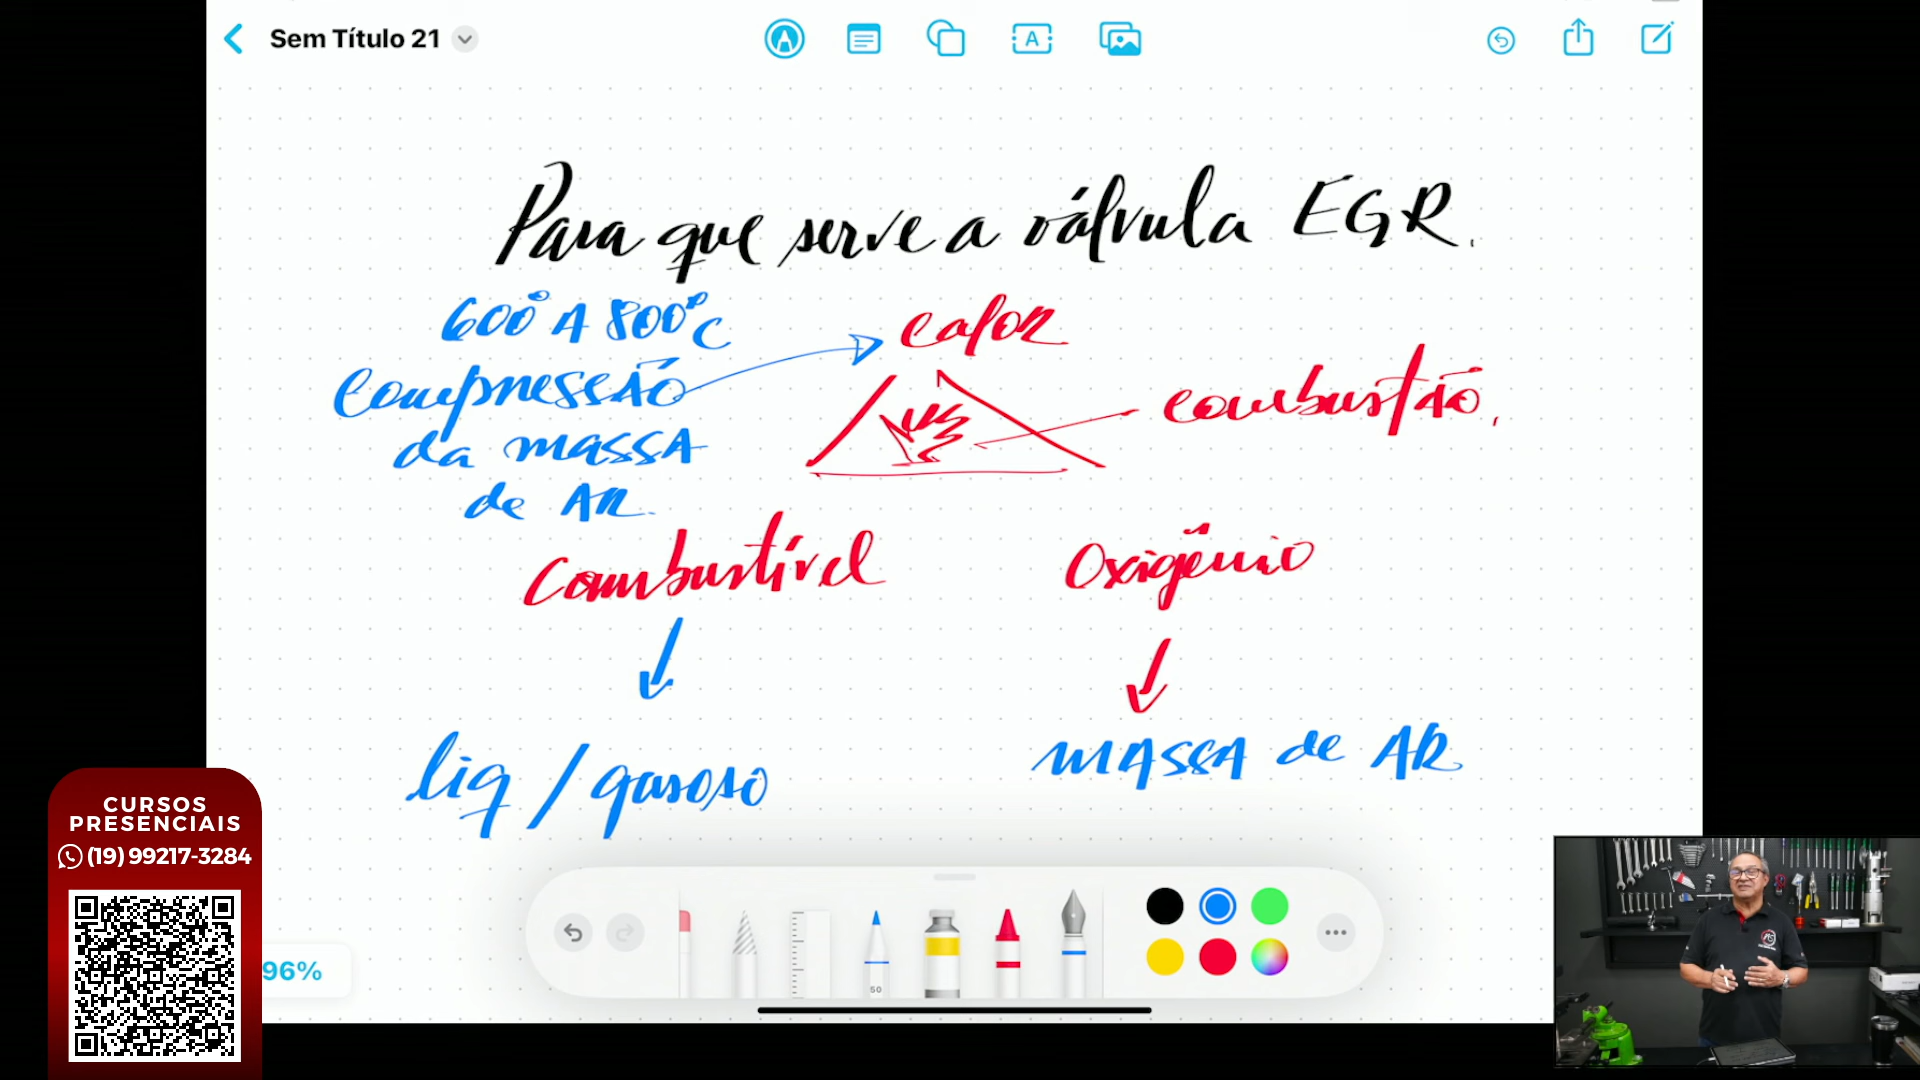 Sem Título 21
Para que serve a válvula EGR.
600° A 800°C
Calor
Compressão
combustão,
da massa
de AR.
Combustível
Oxigênio
liq / gasoso
MASSA de AR
CURSOS
PRESENCIAIS
(19) 99217-3284
96%
50